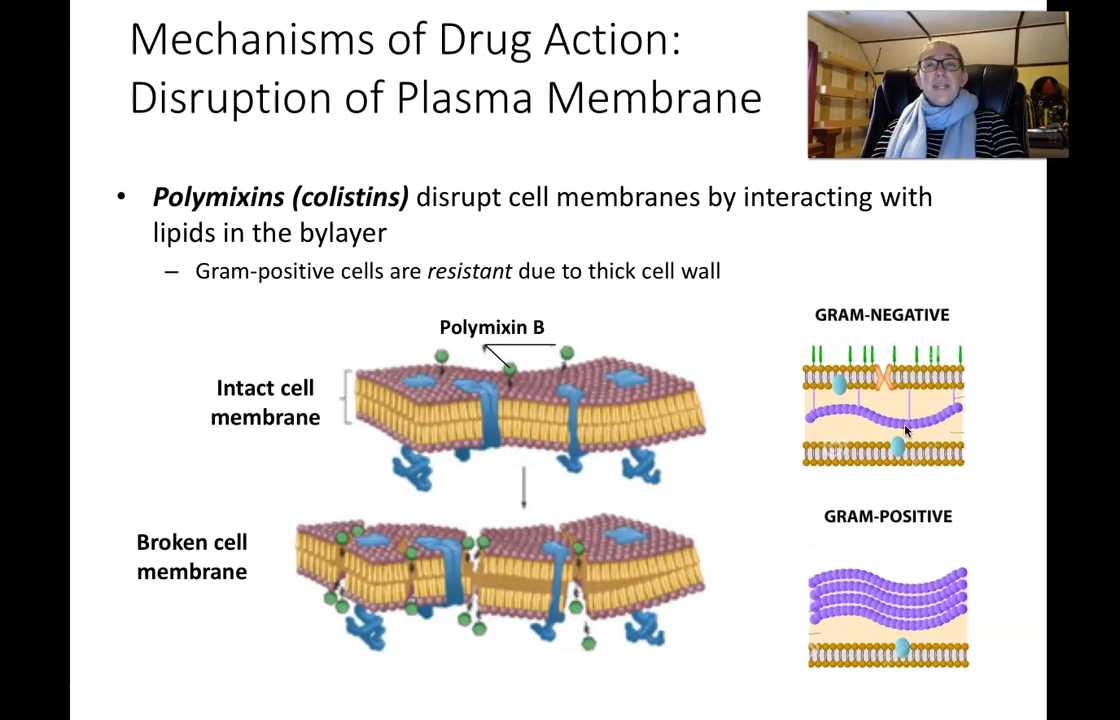 Mechanisms of Drug Action:
Disruption of Plasma Membrane
• Polymixins (colistins) disrupt cell membranes by interacting with
lipids in the bylayer
– Gram-positive cells are resistant due to thick cell wall
Polymixin B
Intact cell
membrane
Broken cell
membrane
GRAM-NEGATIVE
GRAM-POSITIVE